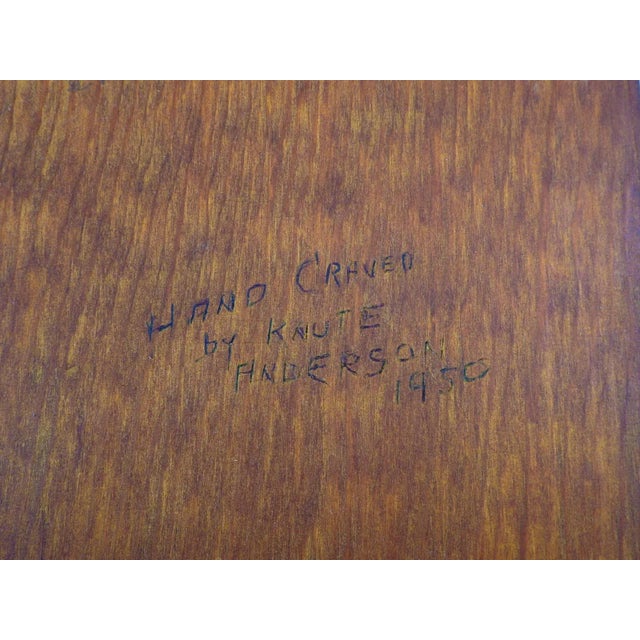 HAND CRAVED
by KNUTE
ANDERSON
1950